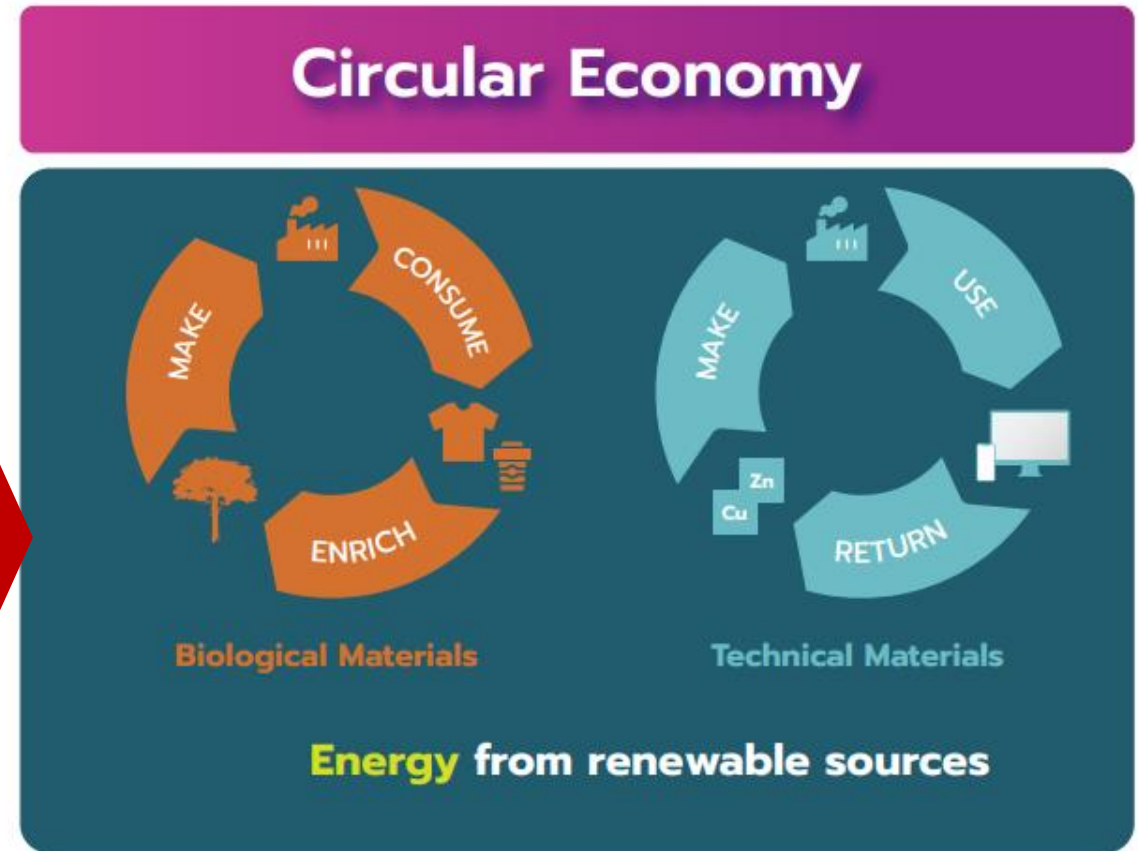 Circular Economy
MAKE
CONSUME
ENRICH
Biological Materials
MAKE
USE
Zn
Cu
RETURN
Technical Materials
Energy from renewable sources